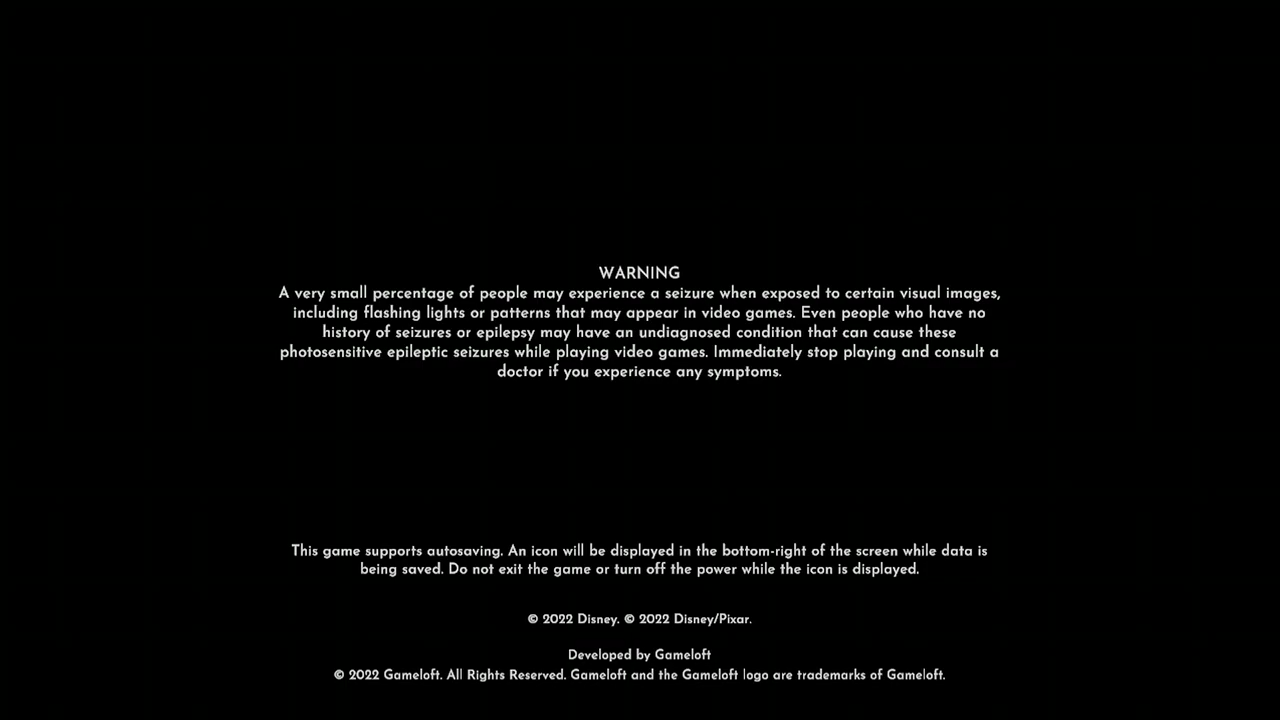 WARNING
A very small percentage of people may experience a seizure when exposed to certain visual images,
including flashing lights or patterns that may appear in video games. Even people who have no
history of seizures or epilepsy may have an undiagnosed condition that can cause these
photosensitive epileptic seizures while playing video games. Immediately stop playing and consult a
doctor if you experience any symptoms.
This game supports autosaving. An icon will be displayed in the bottom-right of the screen while data is
being saved. Do not exit the game or turn off the power while the icon is displayed.
© 2022 Disney. © 2022 Disney/Pixar.
Developed by Gameloft
© 2022 Gameloft. All Rights Reserved. Gameloft and the Gameloft logo are trademarks of Gameloft.